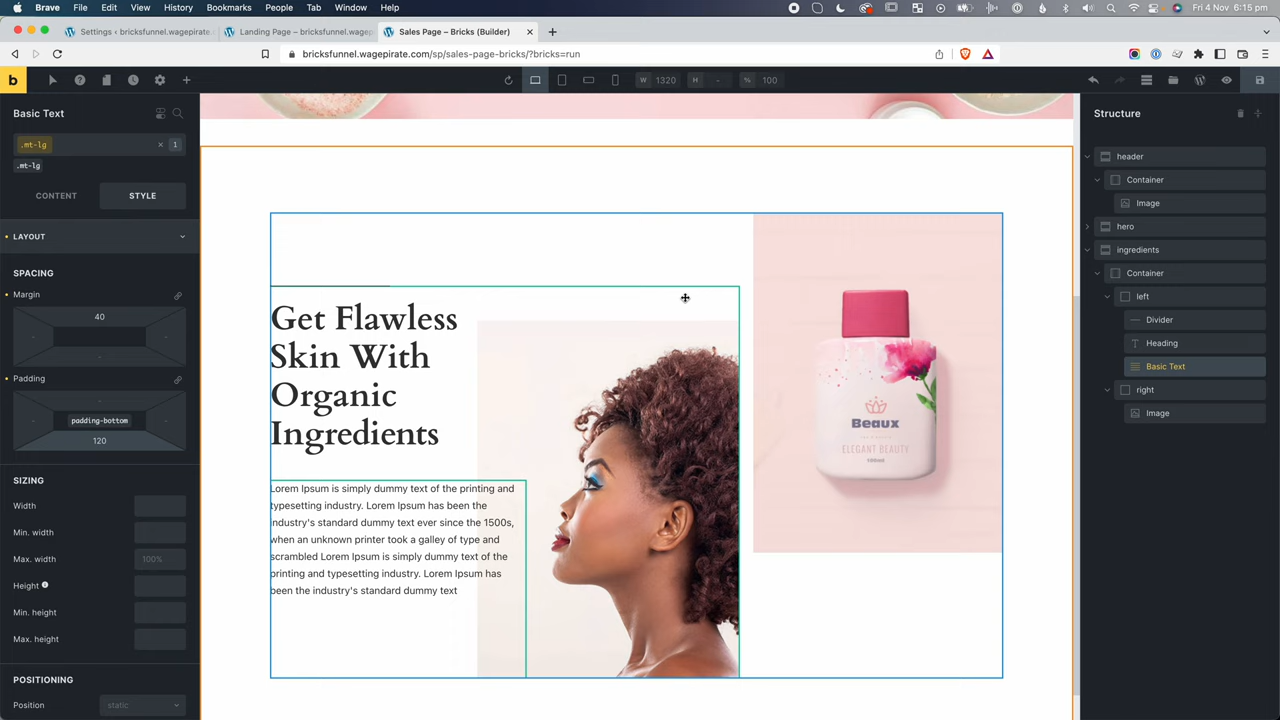 Brave File Edit View History Bookmarks People Tab Window Help
Fri 4 Nov 6:15 pm
Settings ‹ bricksfunnel.wagepirate.
Landing Page – Bricks (Builder)
Sales Page – Bricks (Builder)
bricksfunnel.wagepirate.com/sp/sales-page-bricks/?bricks=run
b
W 1320 H - % 100
Basic Text
.mt-lg × 1
.mt-lg
CONTENT STYLE
LAYOUT
SPACING
Margin
40
Padding
padding-bottom
120
SIZING
Width
Min. width
Max. width 100%
Height
Min. height
Max. height
POSITIONING
Position static
Get Flawless
Skin With
Organic
Ingredients
Lorem Ipsum is simply dummy text of the printing and
typesetting industry. Lorem Ipsum has been the
industry's standard dummy text ever since the 1500s,
when an unknown printer took a galley of type and
scrambled Lorem Ipsum is simply dummy text of the
printing and typesetting industry. Lorem Ipsum has
been the industry's standard dummy text
Beaux
ELEGANT BEAUTY
Structure
header
Container
Image
hero
ingredients
Container
left
Divider
Heading
Basic Text
right
Image